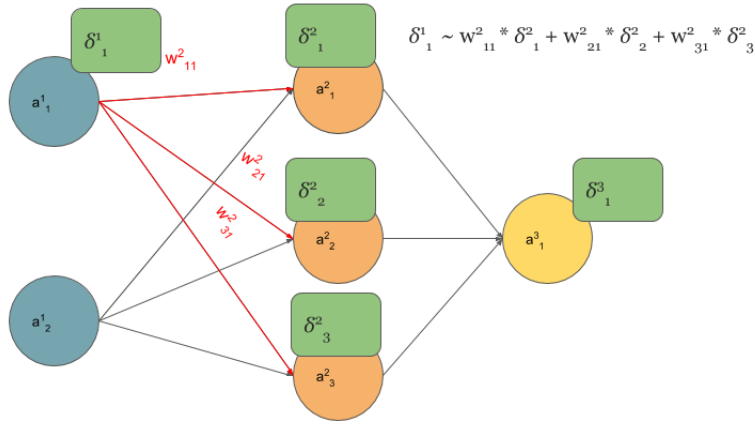 δ¹₁
w²₁₁
δ²₁
δ¹₁ ~ w²₁₁ * δ²₁ + w²₂₁ * δ²₂ + w²₃₁ * δ²₃
a¹₁
a²₁
w²₂₁
w²₃₁
δ²₂
δ³₁
a²₂
a³₁
a¹₂
δ²₃
a²₃